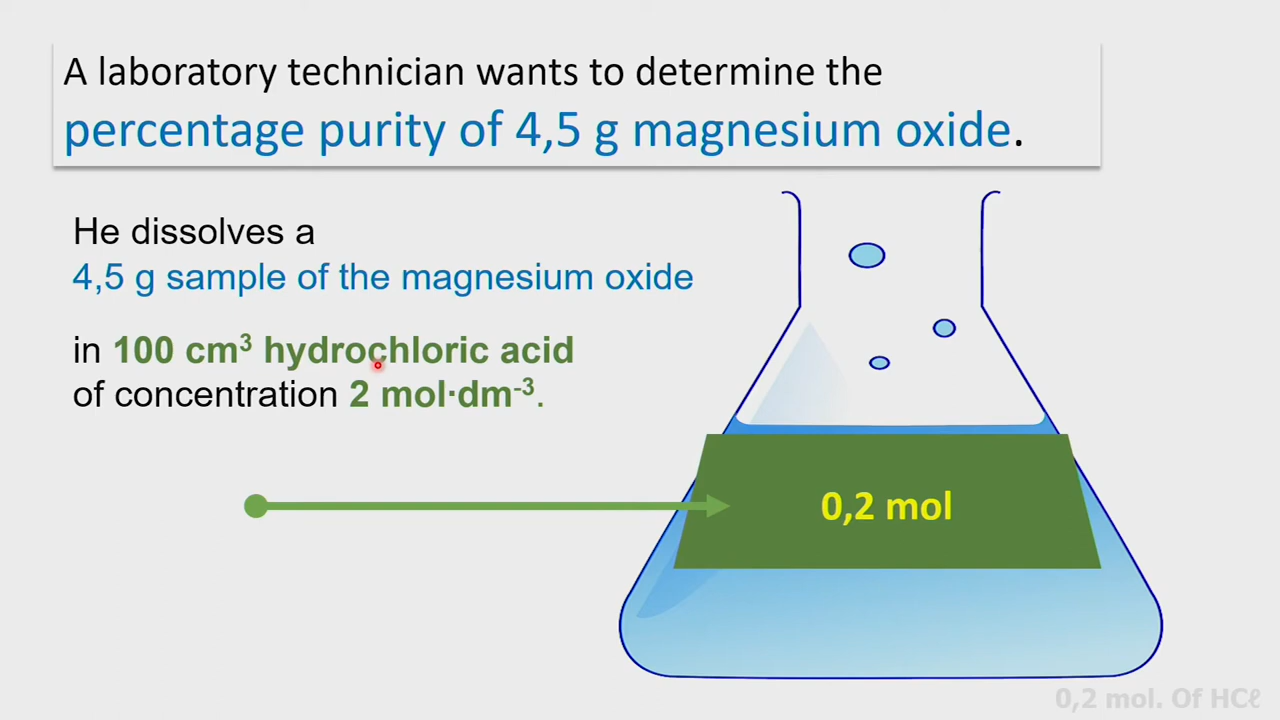 A laboratory technician wants to determine the
percentage purity of 4,5 g magnesium oxide.
He dissolves a
4,5 g sample of the magnesium oxide
in 100 cm³ hydrochloric acid
of concentration 2 mol·dm⁻³.
0,2 mol
0,2 mol. Of HCℓ